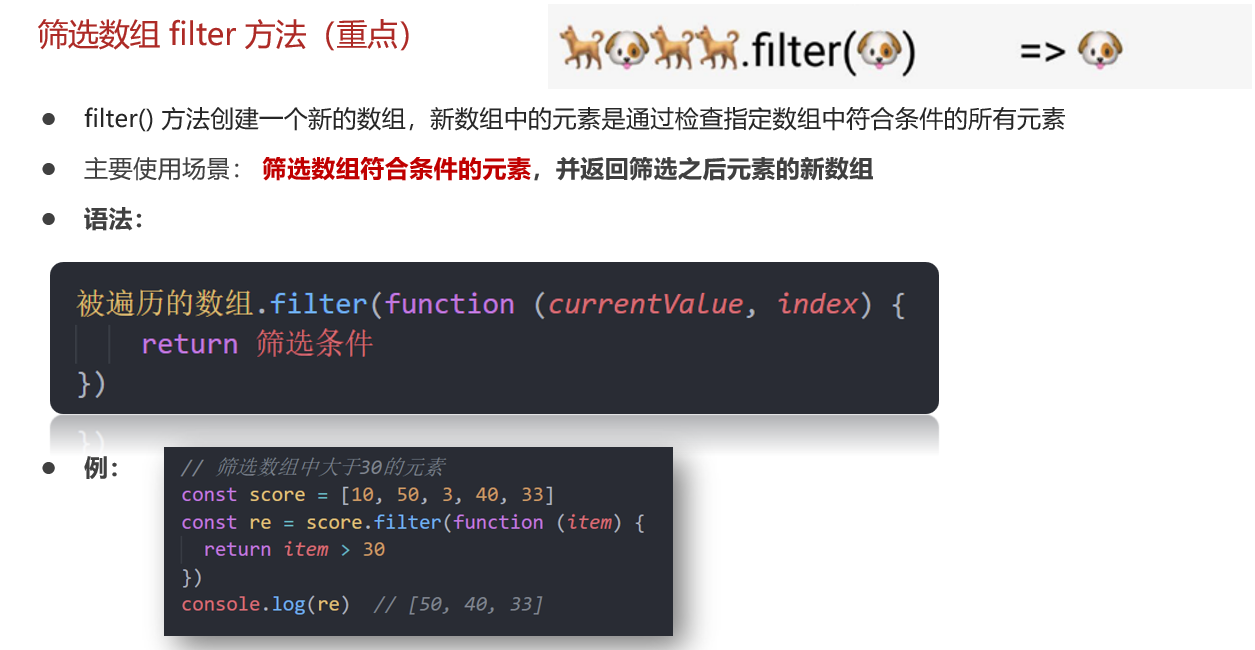 筛选数组 filter 方法（重点）
🐕🐶🐕🐕.filter(🐶) => 🐶
● filter() 方法创建一个新的数组，新数组中的元素是通过检查指定数组中符合条件的所有元素
● 主要使用场景： 筛选数组符合条件的元素，并返回筛选之后元素的新数组
● 语法：
被遍历的数组.filter(function (currentValue, index) {
return 筛选条件
})
● 例：
// 筛选数组中大于30的元素
const score = [10, 50, 3, 40, 33]
const re = score.filter(function (item) {
return item > 30
})
console.log(re) // [50, 40, 33]